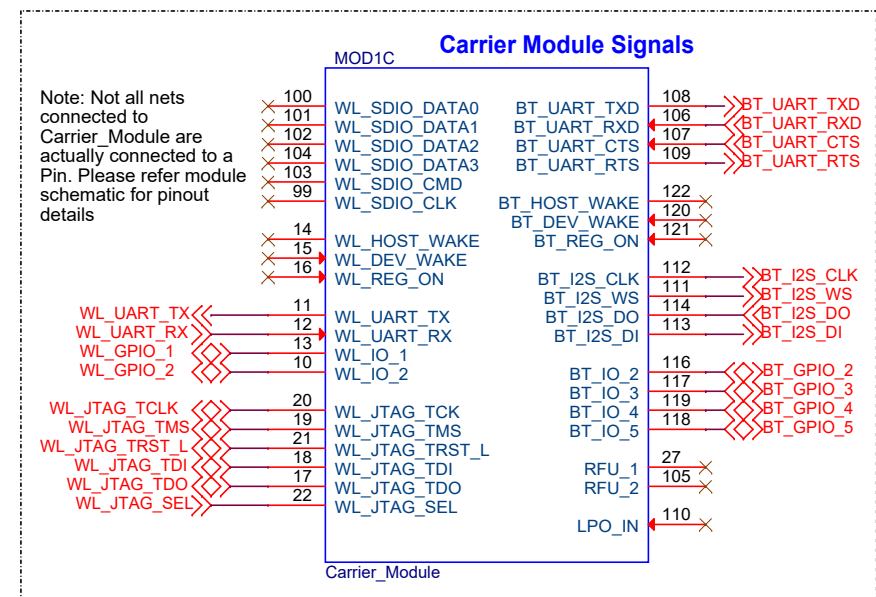 Carrier Module Signals
MOD1C
Note: Not all nets
connected to
Carrier_Module are
actually connected to a
Pin. Please refer module
schematic for pinout
details
100 WL_SDIO_DATA0
101 WL_SDIO_DATA1
102 WL_SDIO_DATA2
104 WL_SDIO_DATA3
103 WL_SDIO_CMD
99 WL_SDIO_CLK
14 WL_HOST_WAKE
15 WL_DEV_WAKE
16 WL_REG_ON
WL_UART_TX 11 WL_UART_TX
WL_UART_RX 12 WL_UART_RX
WL_GPIO_1 13 WL_IO_1
WL_GPIO_2 10 WL_IO_2
WL_JTAG_TCLK 20 WL_JTAG_TCK
WL_JTAG_TMS 19 WL_JTAG_TMS
WL_JTAG_TRST_L 21 WL_JTAG_TRST_L
WL_JTAG_TDI 18 WL_JTAG_TDI
WL_JTAG_TDO 17 WL_JTAG_TDO
WL_JTAG_SEL 22 WL_JTAG_SEL
BT_UART_TXD 108 BT_UART_TXD
BT_UART_RXD 106 BT_UART_RXD
BT_UART_CTS 107 BT_UART_CTS
BT_UART_RTS 109 BT_UART_RTS
BT_HOST_WAKE 122
BT_DEV_WAKE 120
BT_REG_ON 121
BT_I2S_CLK 112 BT_I2S_CLK
BT_I2S_WS 111 BT_I2S_WS
BT_I2S_DO 114 BT_I2S_DO
BT_I2S_DI 113 BT_I2S_DI
BT_IO_2 116 BT_GPIO_2
BT_IO_3 117 BT_GPIO_3
BT_IO_4 119 BT_GPIO_4
BT_IO_5 118 BT_GPIO_5
RFU_1 27
RFU_2 105
LPO_IN 110
Carrier_Module